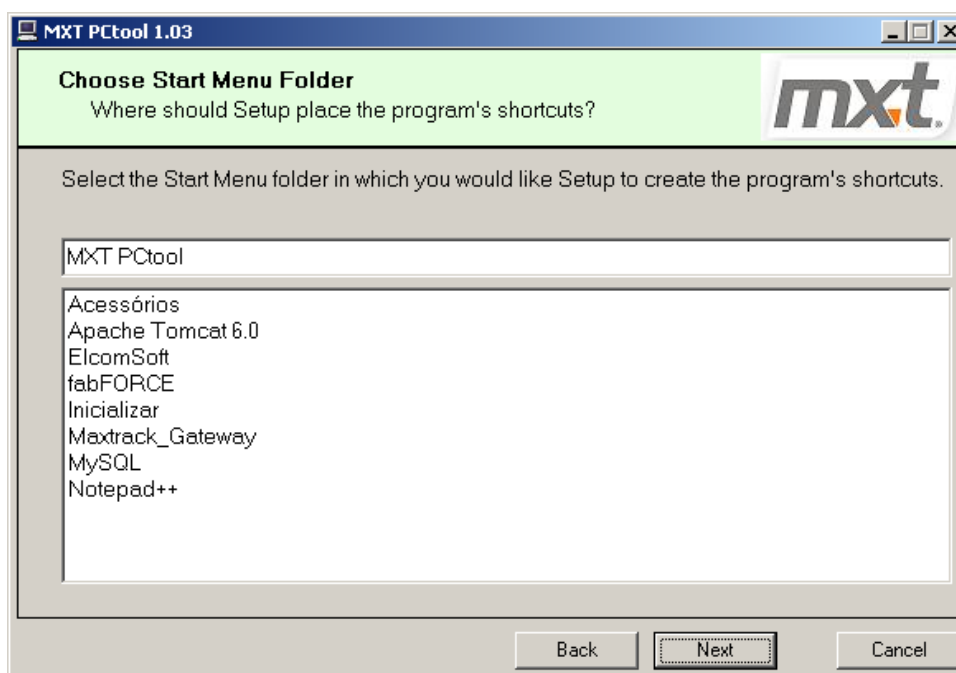 MXT PCtool 1.03
Choose Start Menu Folder
Where should Setup place the program's shortcuts?
mxt
Select the Start Menu folder in which you would like Setup to create the program's shortcuts.
MXT PCtool
Acessórios
Apache Tomcat 6.0
ElcomSoft
fabFORCE
Inicializar
Maxtrack_Gateway
MySQL
Notepad++
Back Next Cancel